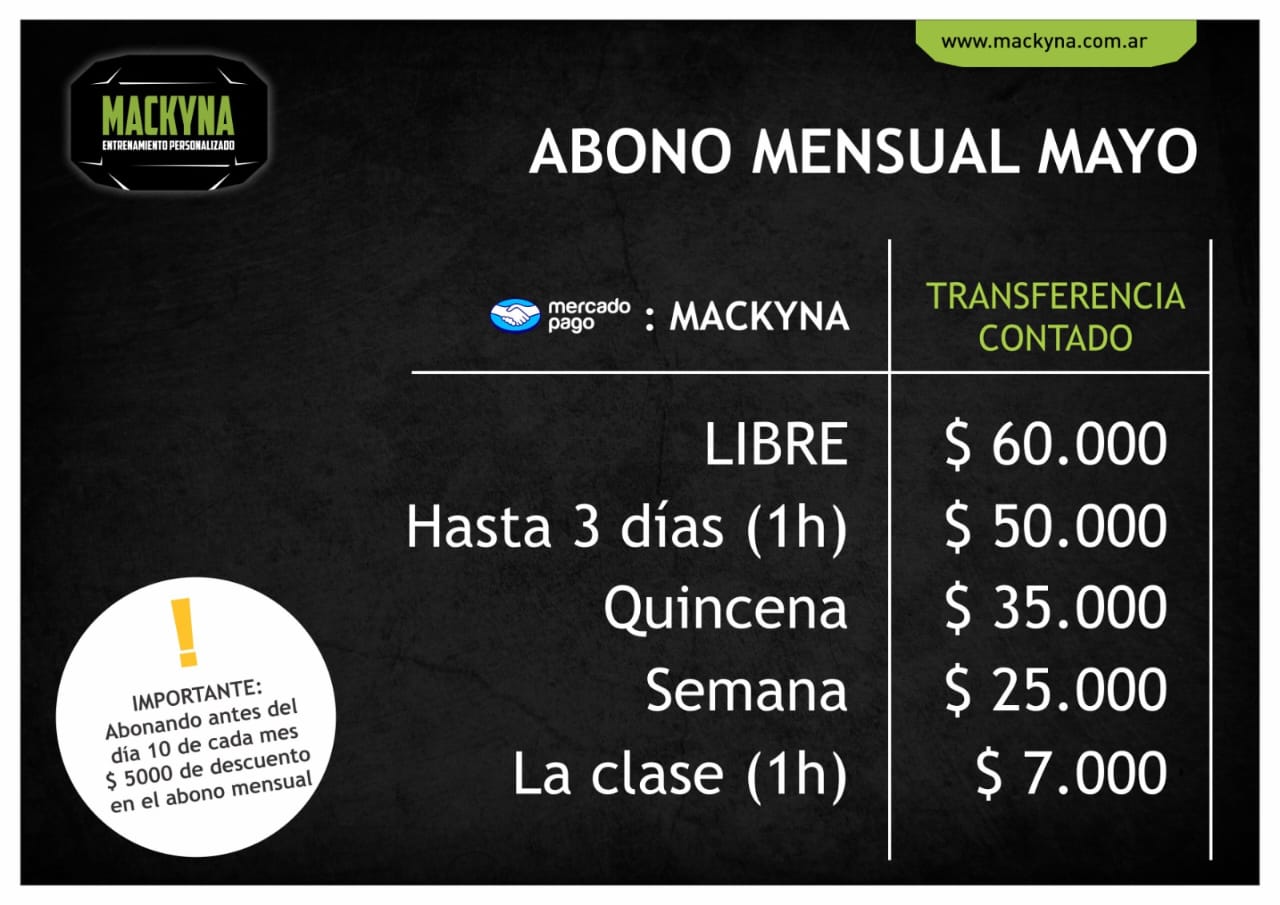 www.mackyna.com.ar
MACKYNA
ENTRENAMIENTO PERSONALIZADO
ABONO MENSUAL MAYO
mercado
pago
: MACKYNA
TRANSFERENCIA
CONTADO
LIBRE $ 60.000
Hasta 3 días (1h) $ 50.000
Quincena $ 35.000
Semana $ 25.000
La clase (1h) $ 7.000
!
IMPORTANTE:
Abonando antes del
día 10 de cada mes
$ 5000 de descuento
en el abono mensual